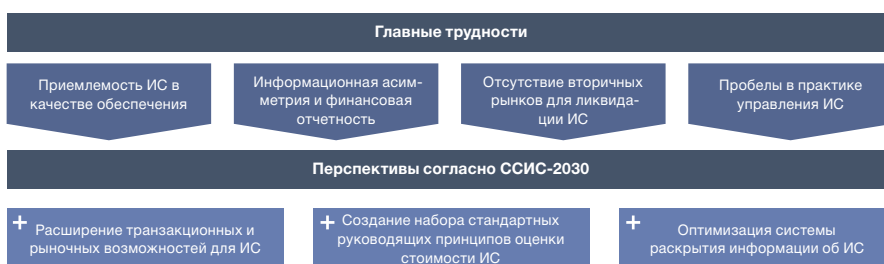 Главные трудности
Приемлемость ИС в
качестве обеспечения
Информационная асим-
метрия и финансовая
отчетность
Отсутствие вторичных
рынков для ликвида-
ции ИС
Пробелы в практике
управления ИС
Перспективы согласно ССИС-2030
+ Расширение транзакционных и
рыночных возможностей для ИС
+ Создание набора стандартных
руководящих принципов оценки
стоимости ИС
+ Оптимизация системы
раскрытия информации об ИС